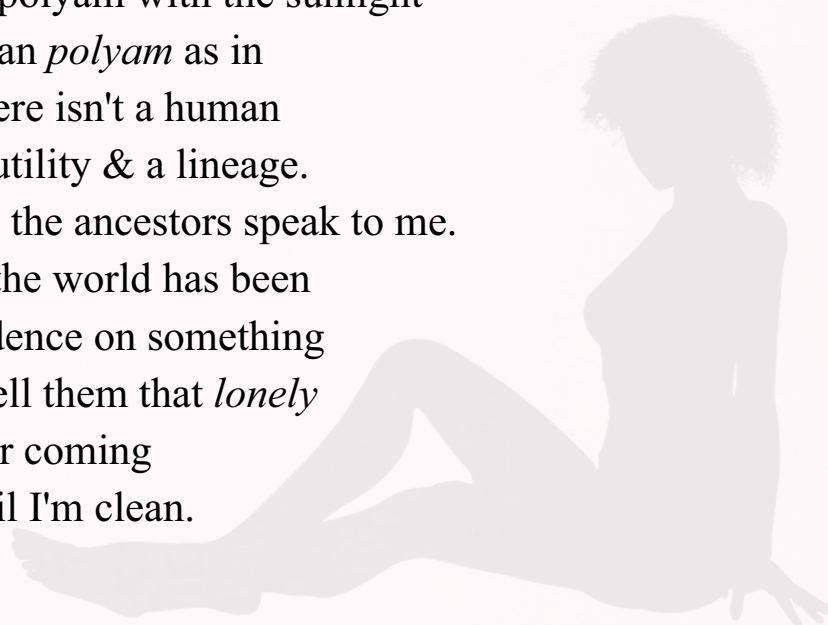 polyam with the sunlight
an polyam as in
ere isn't a human
utility & a lineage.
the ancestors speak to me.
the world has been
dence on something
ell them that lonely
r coming
il I'm clean.